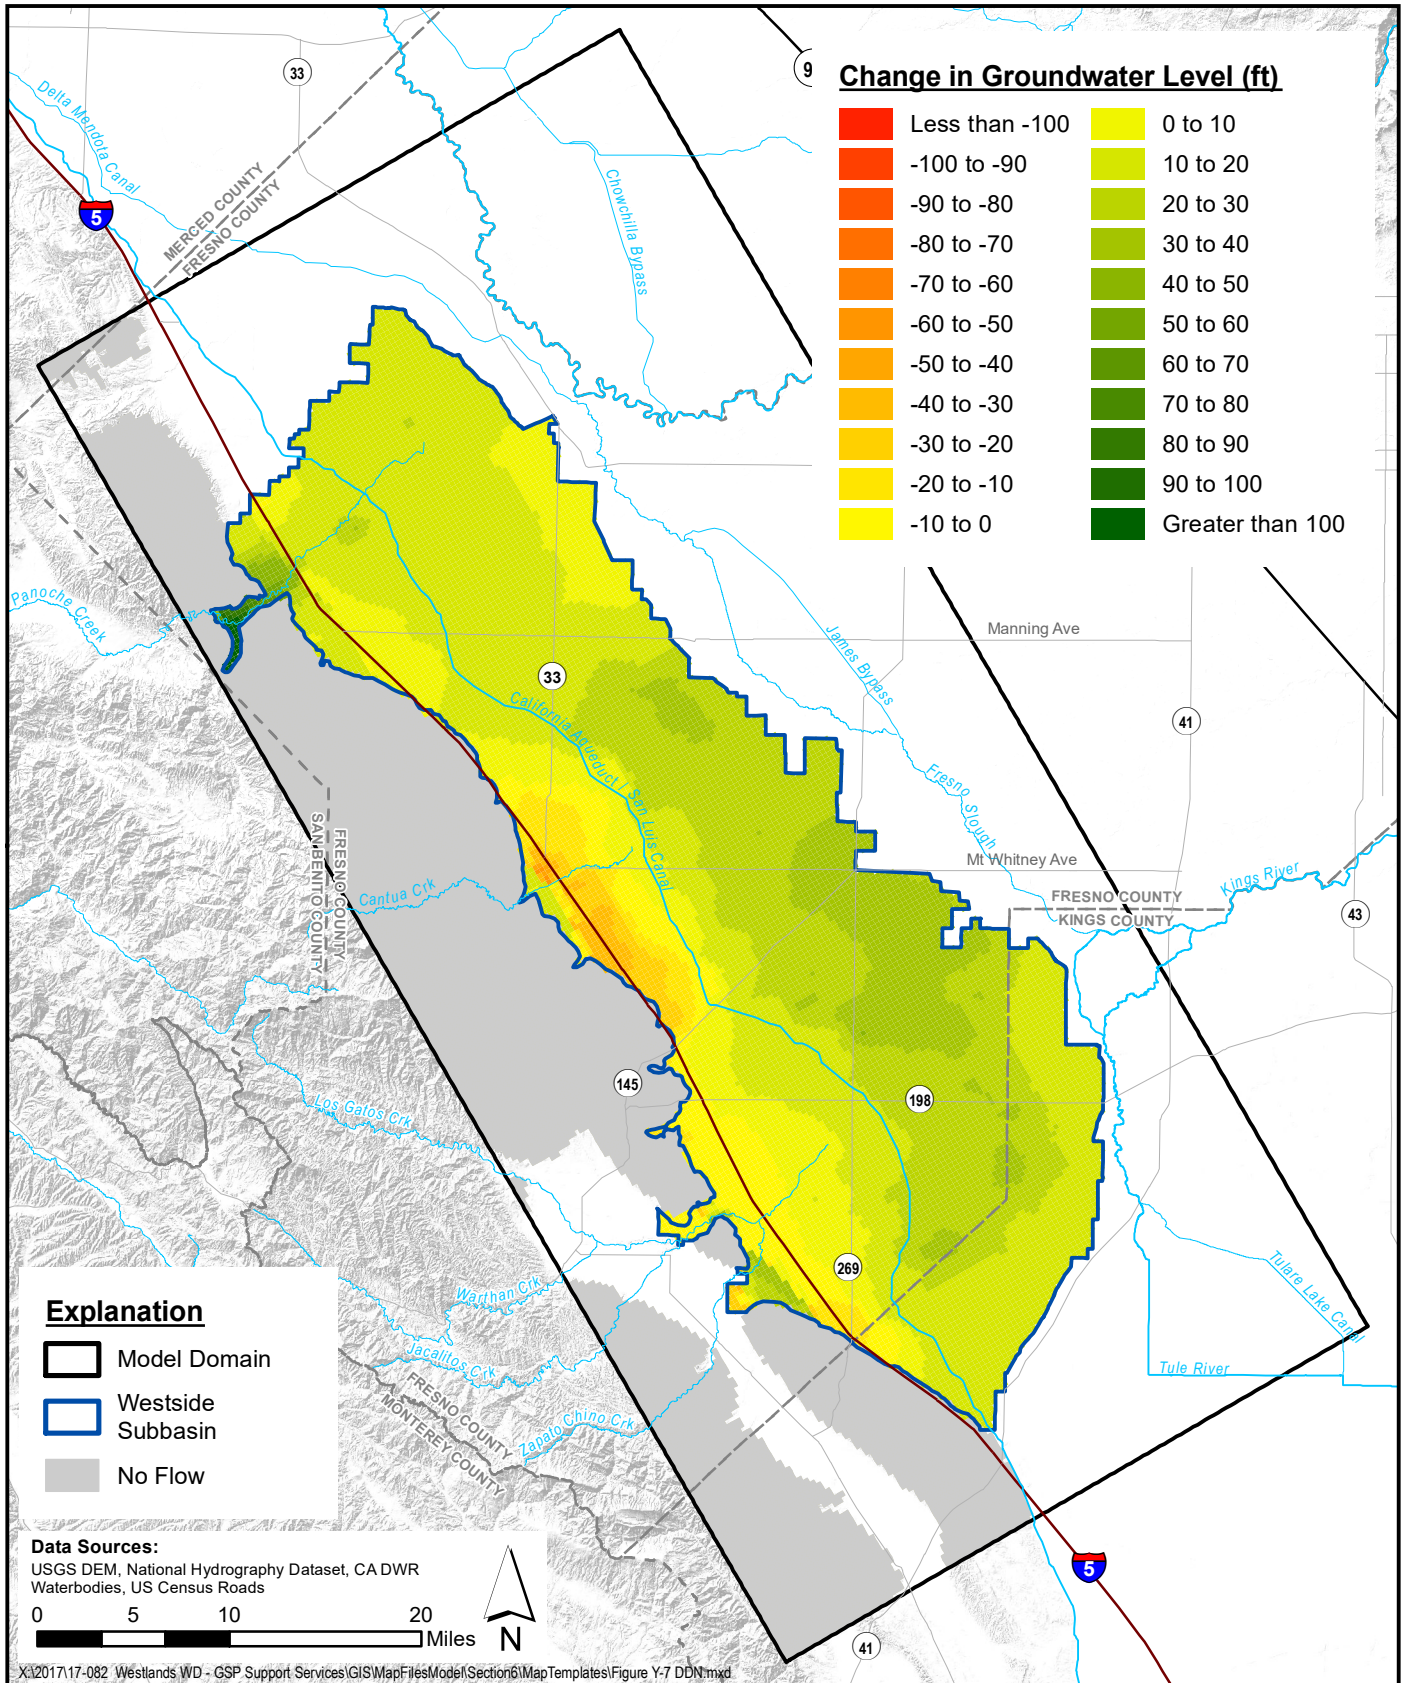 Change in Groundwater Level (ft)
Less than -100
-100 to -90
-90 to -80
-80 to -70
-70 to -60
-60 to -50
-50 to -40
-40 to -30
-30 to -20
-20 to -10
-10 to 0
0 to 10
10 to 20
20 to 30
30 to 40
40 to 50
50 to 60
60 to 70
70 to 80
80 to 90
90 to 100
Greater than 100
33
9
Delta Mendota Canal
5
MERCED COUNTY
FRESNO COUNTY
Chowchilla Bypass
Panoche Creek
James Bypass
Manning Ave
33
California Aqueduct / San Luis Canal
41
Fresno Slough
SAN BENITO COUNTY
FRESNO COUNTY
Mt Whitney Ave
Cantua Crk
Kings River
FRESNO COUNTY
KINGS COUNTY
43
145
198
Los Gatos Crk
269
Warthan Crk
Jacalitos Crk
Tulare Lake Canal
Tule River
FRESNO COUNTY
MONTEREY COUNTY
Zapato Chino Crk
5
41
Explanation
Model Domain
Westside
Subbasin
No Flow
Data Sources:
USGS DEM, National Hydrography Dataset, CA DWR
Waterbodies, US Census Roads
0 5 10 20
Miles
N
X:\2017\17-082 Westlands WD - GSP Support Services\GIS\MapFilesModel\Section6\MapTemplates\Figure Y-7 DDN.mxd